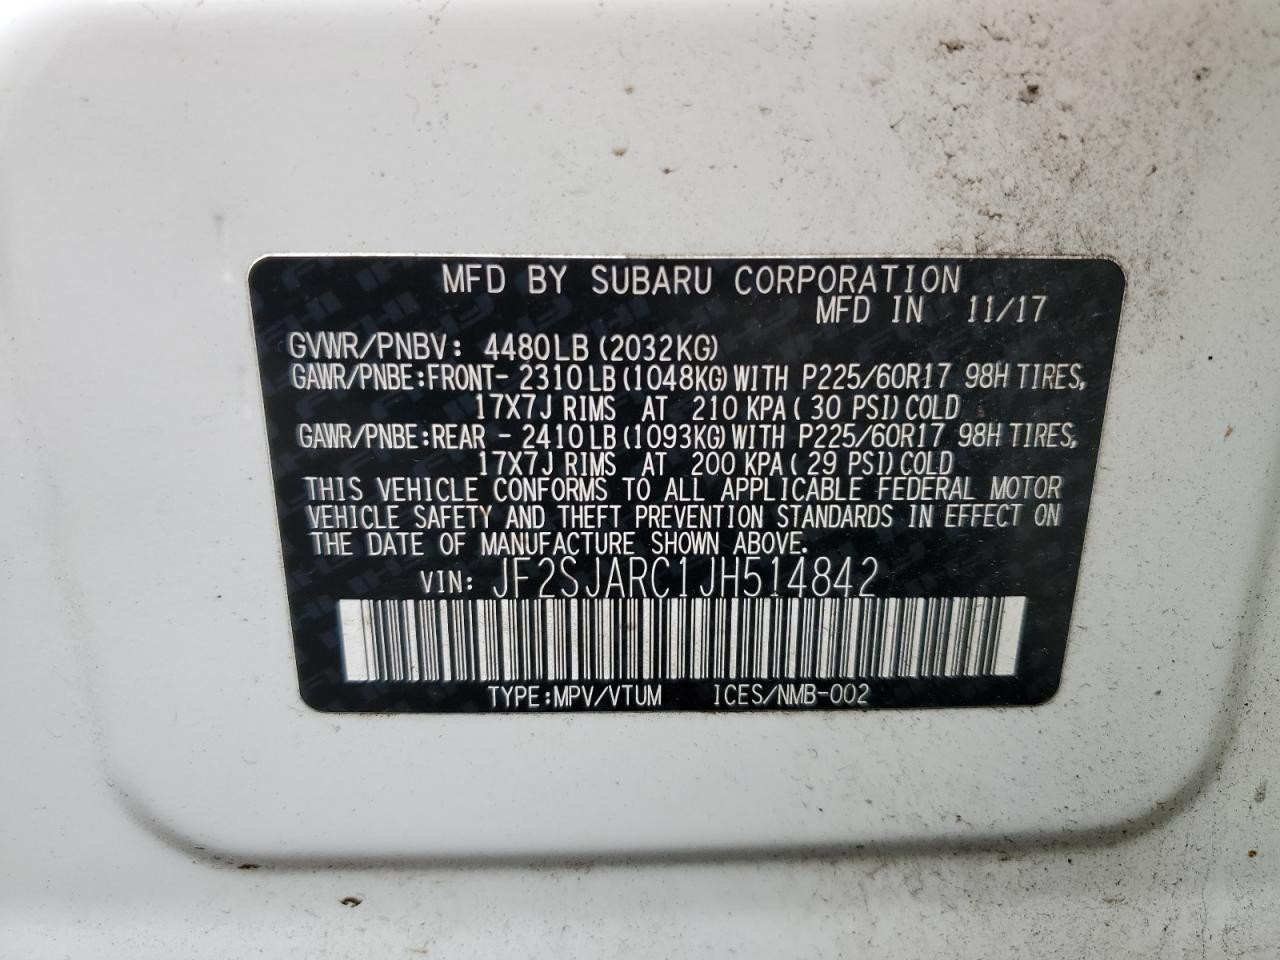 MFD BY SUBARU CORPORATION
MFD IN 11/17
GVWR/PNBV: 4480LB(2032KG)
GAWR/PNBE:FRONT- 2310LB(1048KG)WITH P225/60R17 98H TIRES,
17X7J RIMS AT 210 KPA( 30 PSI)COLD
GAWR/PNBE:REAR - 2410LB(1093KG)WITH P225/60R17 98H TIRES,
17X7J RIMS AT 200 KPA( 29 PSI)COLD
THIS VEHICLE CONFORMS TO ALL APPLICABLE FEDERAL MOTOR
VEHICLE SAFETY AND THEFT PREVENTION STANDARDS IN EFFECT ON
THE DATE OF MANUFACTURE SHOWN ABOVE.
VIN: JF2SJARC1JH514842
TYPE:MPV/VTUM ICES/NMB-002